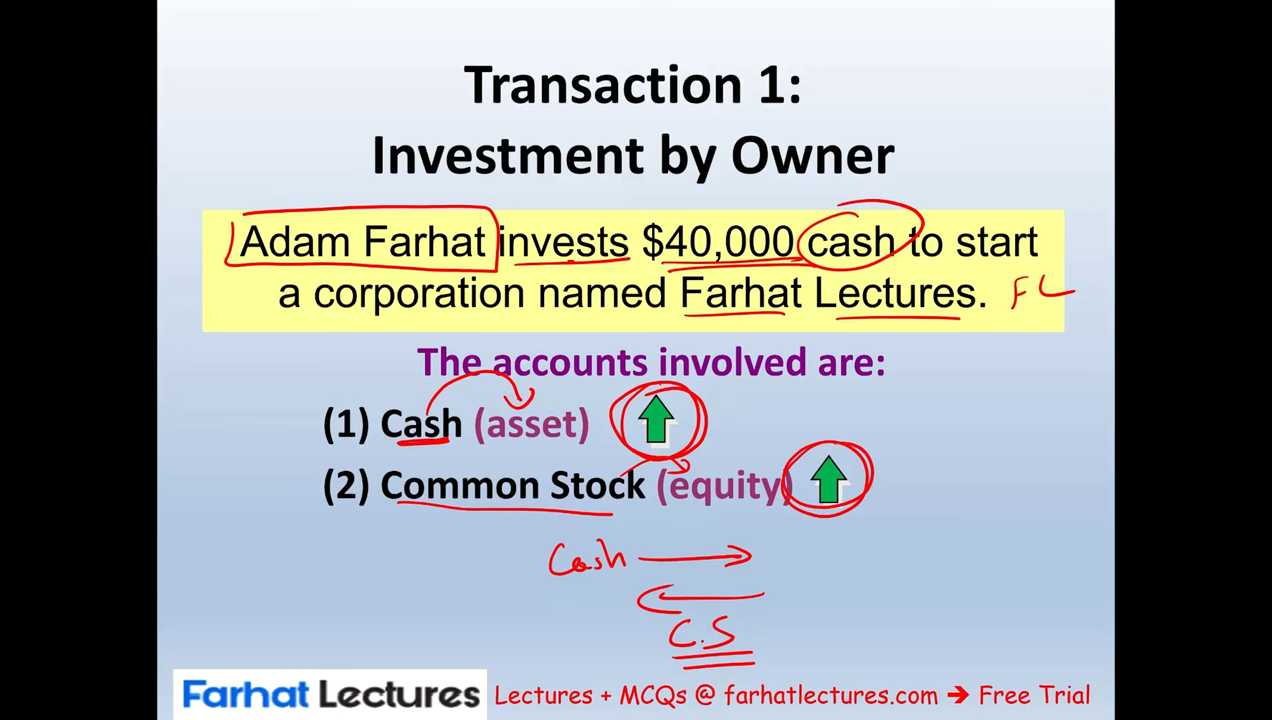 Transaction 1:
Investment by Owner
Adam Farhat invests $40,000 cash to start
a corporation named Farhat Lectures. FL
The accounts involved are:
(1) Cash (asset)
(2) Common Stock (equity)
Cash
C.S
Farhat Lectures Lectures + MCQs @ farhatlectures.com → Free Trial